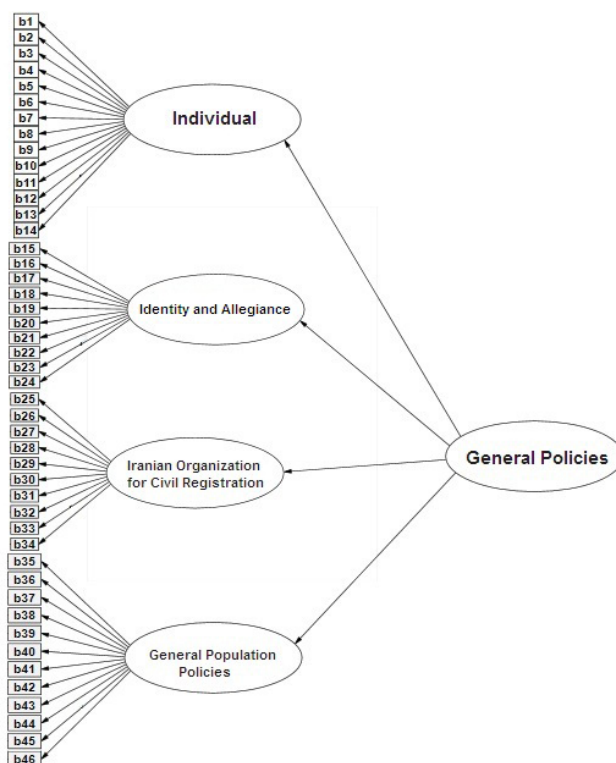 b1
b2
b3
b4
b5
b6
b7
b8
b9
b10
b11
b12
b13
b14
Individual
b15
b16
b17
b18
b19
b20
b21
b22
b23
b24
Identity and Allegiance
b25
b26
b27
b28
b29
b30
b31
b32
b33
b34
Iranian Organization
for Civil Registration
General Policies
b35
b36
b37
b38
b39
b40
b41
b42
b43
b44
b45
b46
General Population
Policies